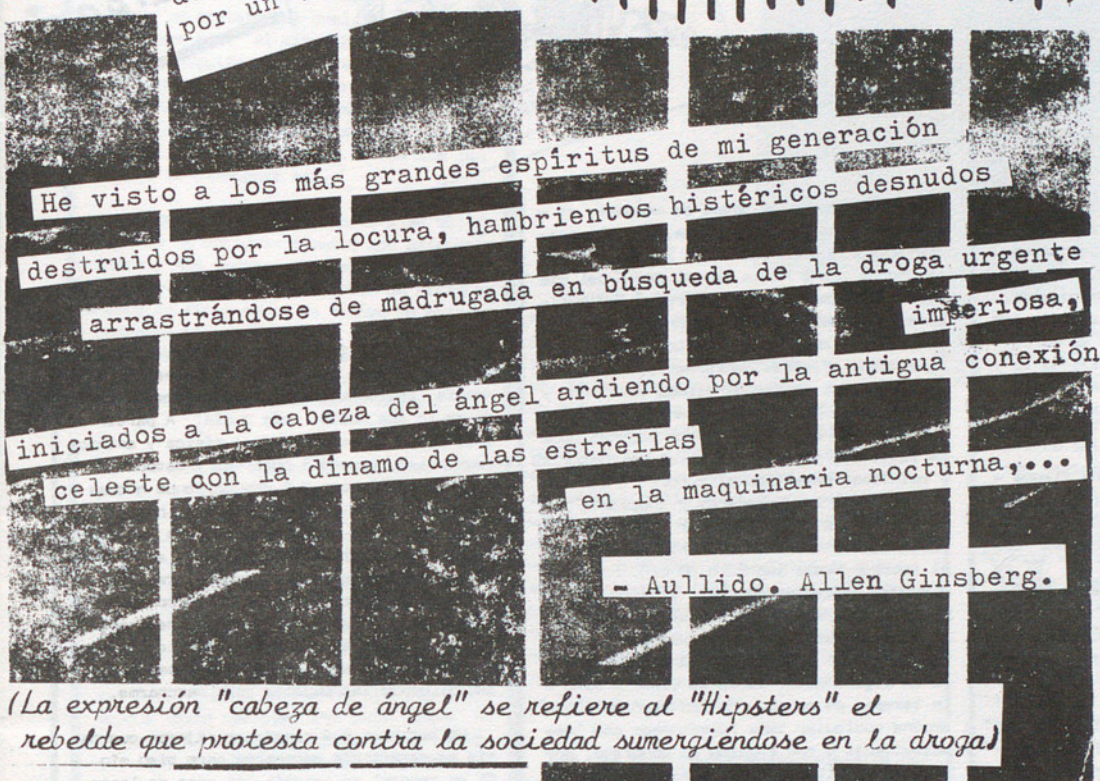 por un
He visto a los más grandes espíritus de mi generación
destruidos por la locura, hambrientos histéricos desnudos
arrastrándose de madrugada en búsqueda de la droga urgente
imperiosa,
iniciados a la cabeza del ángel ardiendo por la antigua conexión
celeste con la dínamo de las estrellas
en la maquinaria nocturna,...
- Aullido. Allen Ginsberg.
(La expresión "cabeza de ángel" se refiere al "Hipsters" el
rebelde que protesta contra la sociedad sumergiéndose en la droga)